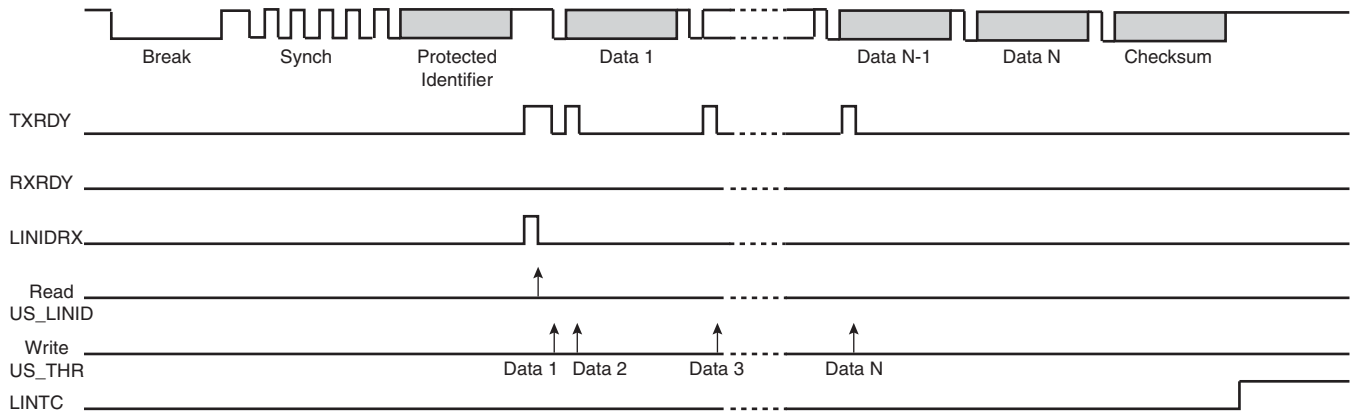 Break Synch Protected Identifier Data 1 Data N-1 Data N Checksum
TXRDY
RXRDY
LINIDRX
Read
US_LINID
Write
US_THR
Data 1 Data 2 Data 3 Data N
LINTC